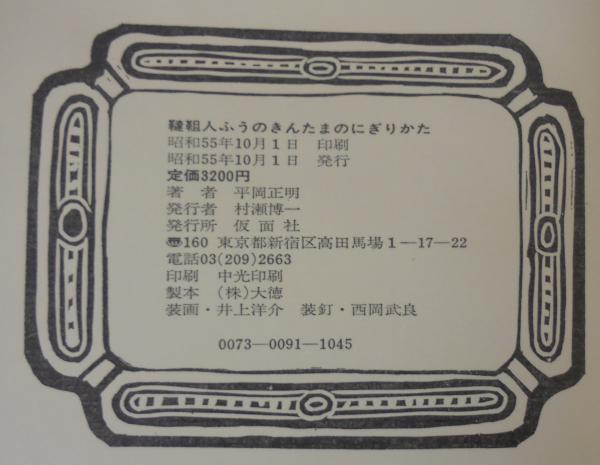 韃靼人ふうのきんたまのにぎりかた
昭和55年10月1日　印刷
昭和55年10月1日　発行
定価3200円
著　者　平岡正明
発行者　村瀬博一
発行所　仮面社
〠160 東京都新宿区高田馬場1―17―22
電話03(209)2663
印刷　中光印刷
製本　(株)大徳
装画・井上洋介　装釘・西岡武良
0073―0091―1045